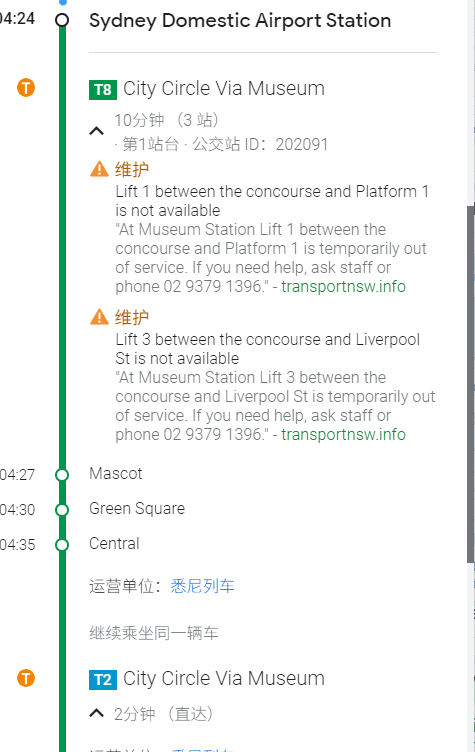 04:24 Sydney Domestic Airport Station
T T8 City Circle Via Museum
10分钟 （3 站）
· 第1站台 · 公交站 ID：202091
维护
Lift 1 between the concourse and Platform 1
is not available
"At Museum Station Lift 1 between the
concourse and Platform 1 is temporarily out
of service. If you need help, ask staff or
phone 02 9379 1396." - transportnsw.info
维护
Lift 3 between the concourse and Liverpool
St is not available
"At Museum Station Lift 3 between the
concourse and Liverpool St is temporarily out
of service. If you need help, ask staff or
phone 02 9379 1396." - transportnsw.info
04:27 Mascot
04:30 Green Square
04:35 Central
运营单位：悉尼列车
继续乘坐同一辆车
T T2 City Circle Via Museum
2分钟 （直达）